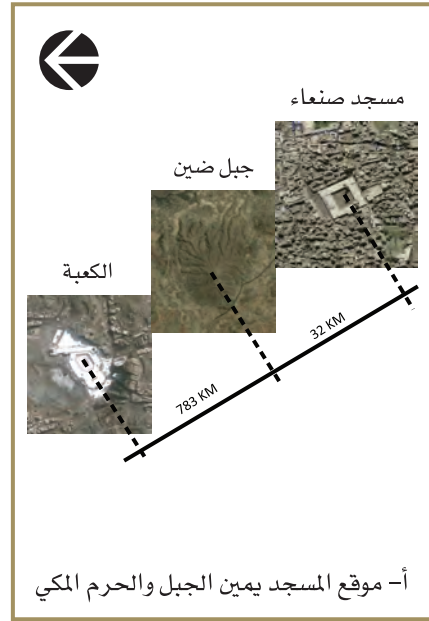 مسجد صنعاء
جبل ضين
الكعبة
32 KM
783 KM
أ- موقع المسجد يمين الجبل والحرم المكي